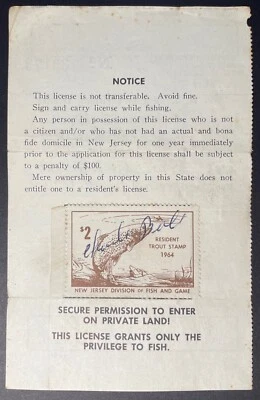 NOTICE
This license is not transferable. Avoid fine.
Sign and carry license while fishing.
Any person in possession of this license who is not
a citizen and/or who has not had an actual and bona
fide domicile in New Jersey for one year immediately
prior to the application for this license shall be subject
to a penalty of $100.
Mere ownership of property in this State does not
entitle one to a resident's license.
$2
RESIDENT
TROUT STAMP
1964
NEW JERSEY DIVISION OF FISH AND GAME
SECURE PERMISSION TO ENTER
ON PRIVATE LAND!
THIS LICENSE GRANTS ONLY THE
PRIVILEGE TO FISH.